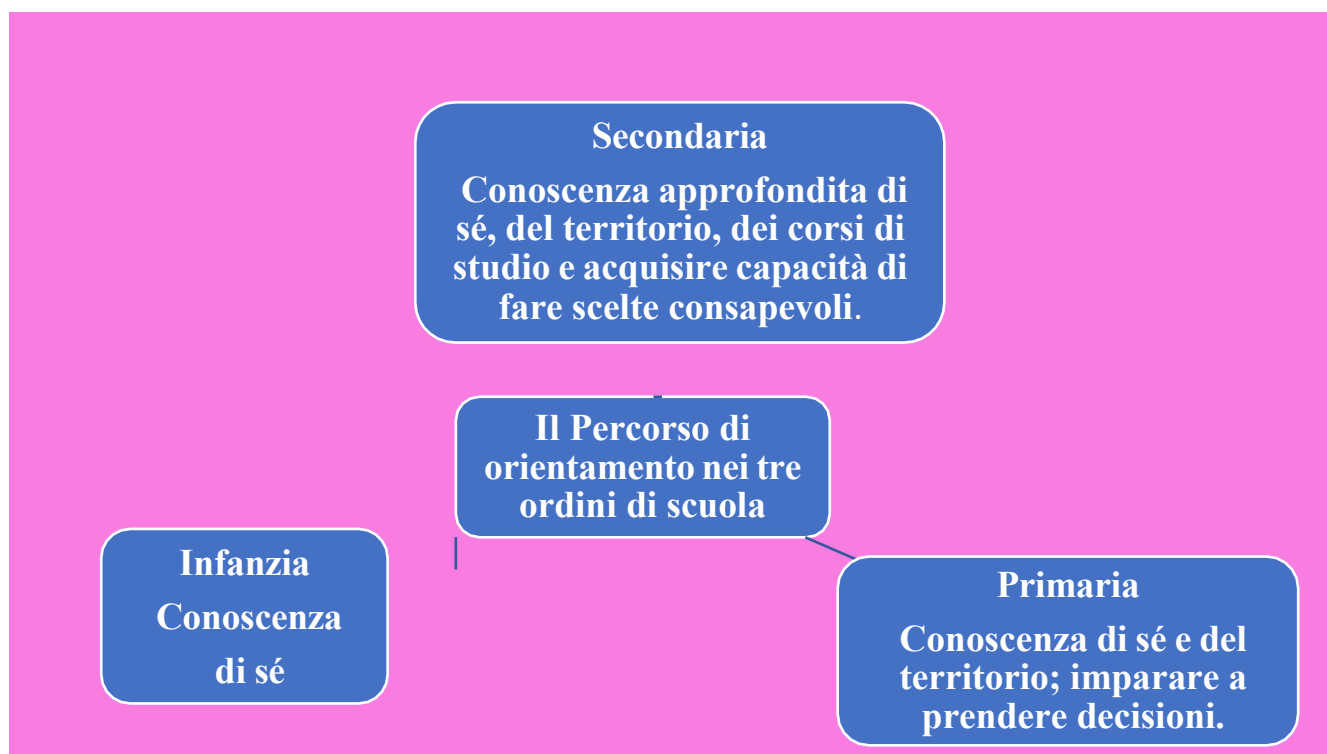 Secondaria
Conoscenza approfondita di
sé, del territorio, dei corsi di
studio e acquisire capacità di
fare scelte consapevoli.
Il Percorso di
orientamento nei tre
ordini di scuola
Infanzia
Conoscenza
di sé
Primaria
Conoscenza di sé e del
territorio; imparare a
prendere decisioni.